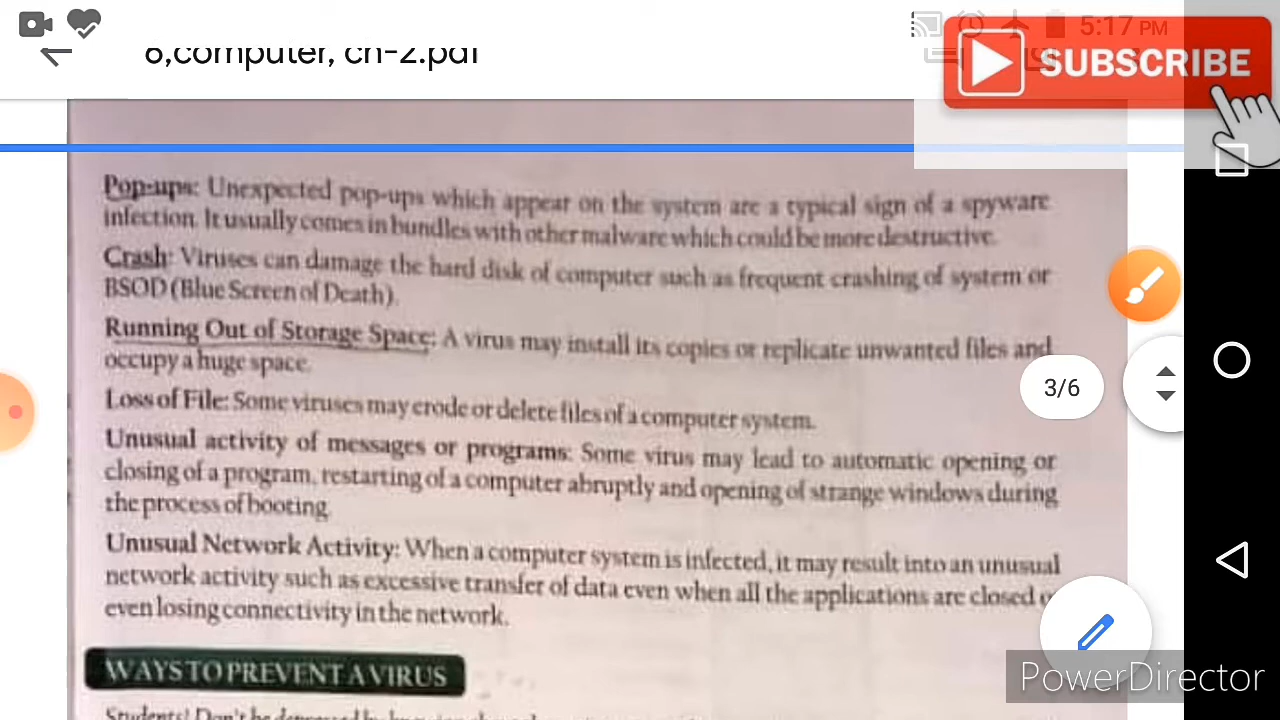 5:17 PM
8,computer, ch-2.pdf
SUBSCRIBE
Pop-ups: Unexpected pop-ups which appear on the system are a typical sign of a spyware
infection. It usually comes in bundles with other malware which could be more destructive.
Crash: Viruses can damage the hard disk of computer such as frequent crashing of system or
BSOD (Blue Screen of Death).
Running Out of Storage Space: A virus may install its copies or replicate unwanted files and
occupy a huge space.
3/6
Loss of File: Some viruses may erode or delete files of a computer system.
Unusual activity of messages or programs: Some virus may lead to automatic opening or
closing of a program, restarting of a computer abruptly and opening of strange windows during
the process of booting.
Unusual Network Activity: When a computer system is infected, it may result into an unusual
network activity such as excessive transfer of data even when all the applications are closed
even losing connectivity in the network.
WAYS TO PREVENT A VIRUS
Students! Don't be
PowerDirector